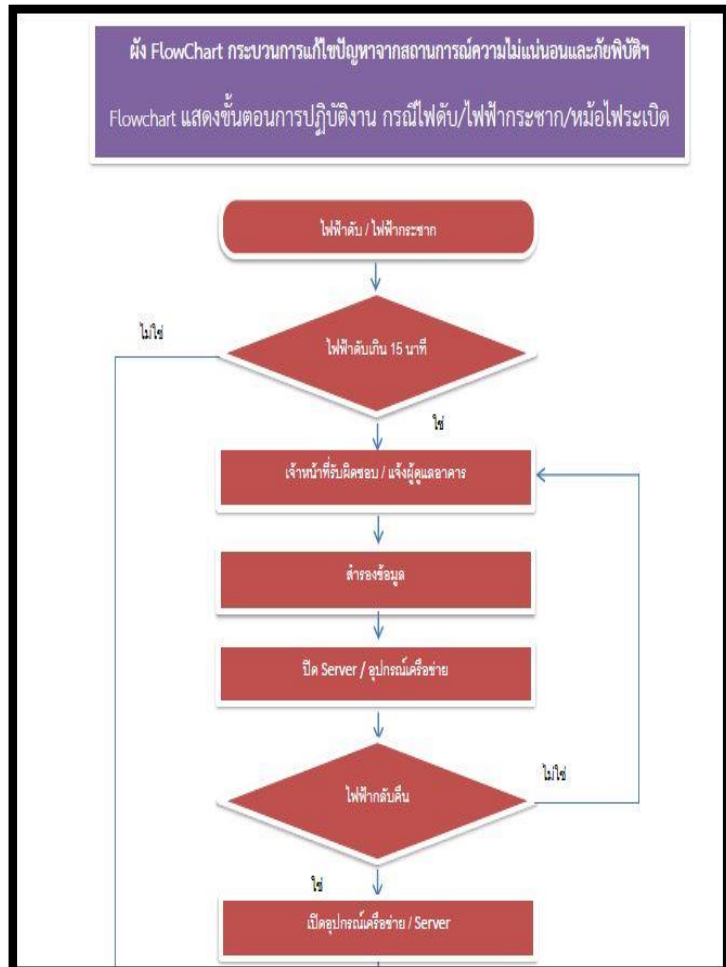 ผัง FlowChart กระบวนการแก้ไขปัญหาจากสถานการณ์ความไม่แน่นอนและภัยพิบัติฯ
Flowchart แสดงขั้นตอนการปฏิบัติงาน กรณีไฟดับ/ไฟฟ้ากระชาก/หม้อไฟระเบิด
ไฟฟ้าดับ / ไฟฟ้ากระชาก
ไม่ใช่
ไฟฟ้าดับเกิน 15 นาที
ใช่
เจ้าหน้าที่รับผิดชอบ / แจ้งผู้ดูแลอาคาร
สำรองข้อมูล
ปิด Server / อุปกรณ์เครือข่าย
ไฟฟ้ากลับคืน
ไม่ใช่
ใช่
เปิดอุปกรณ์เครือข่าย / Server